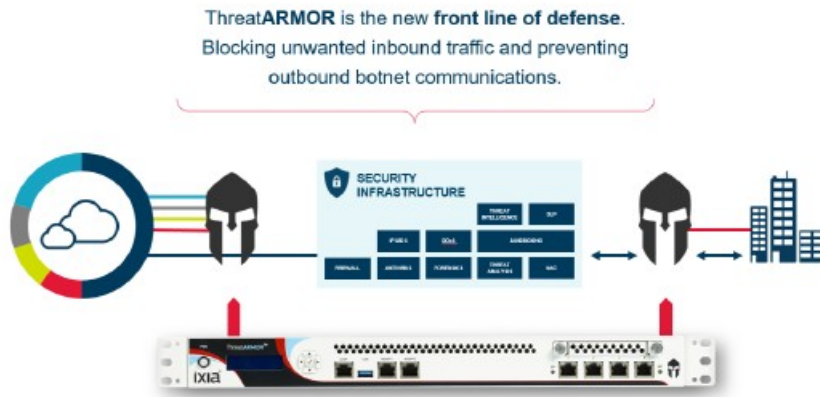 ThreatARMOR is the new front line of defense.
Blocking unwanted inbound traffic and preventing
outbound botnet communications.
SECURITY
INFRASTRUCTURE
THREAT
INTELLIGENCE
DLP
IPS/IDS
DDoS
SANDBOXING
FIREWALL
ANTIVIRUS
FORENSICS
THREAT
ANALYSIS
NAC
ThreatARMOR
ixia